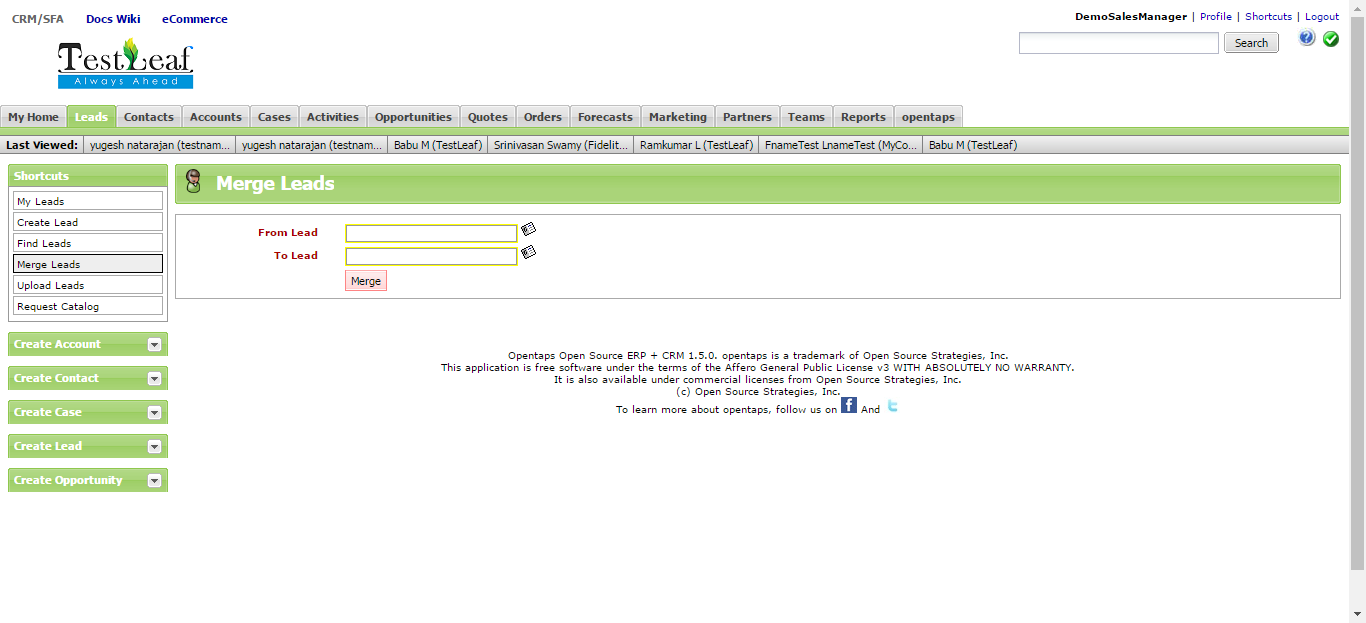 CRM/SFA Docs Wiki eCommerce
DemoSalesManager | Profile | Shortcuts | Logout
Search
TestLeaf
Always Ahead
My Home Leads Contacts Accounts Cases Activities Opportunities Quotes Orders Forecasts Marketing Partners Teams Reports opentaps
Last Viewed: yugesh natarajan (testnam... yugesh natarajan (testnam... Babu M (TestLeaf) Srinivasan Swamy (Fidelit... Ramkumar L (TestLeaf) FnameTest LnameTest (MyCo... Babu M (TestLeaf)
Shortcuts
My Leads
Create Lead
Find Leads
Merge Leads
Upload Leads
Request Catalog
Create Account
Create Contact
Create Case
Create Lead
Create Opportunity
Merge Leads
From Lead
To Lead
Merge
Opentaps Open Source ERP + CRM 1.5.0. opentaps is a trademark of Open Source Strategies, Inc.
This application is free software under the terms of the Affero General Public License v3 WITH ABSOLUTELY NO WARRANTY.
It is also available under commercial licenses from Open Source Strategies, Inc.
(c) Open Source Strategies, Inc.
To learn more about opentaps, follow us on f And t